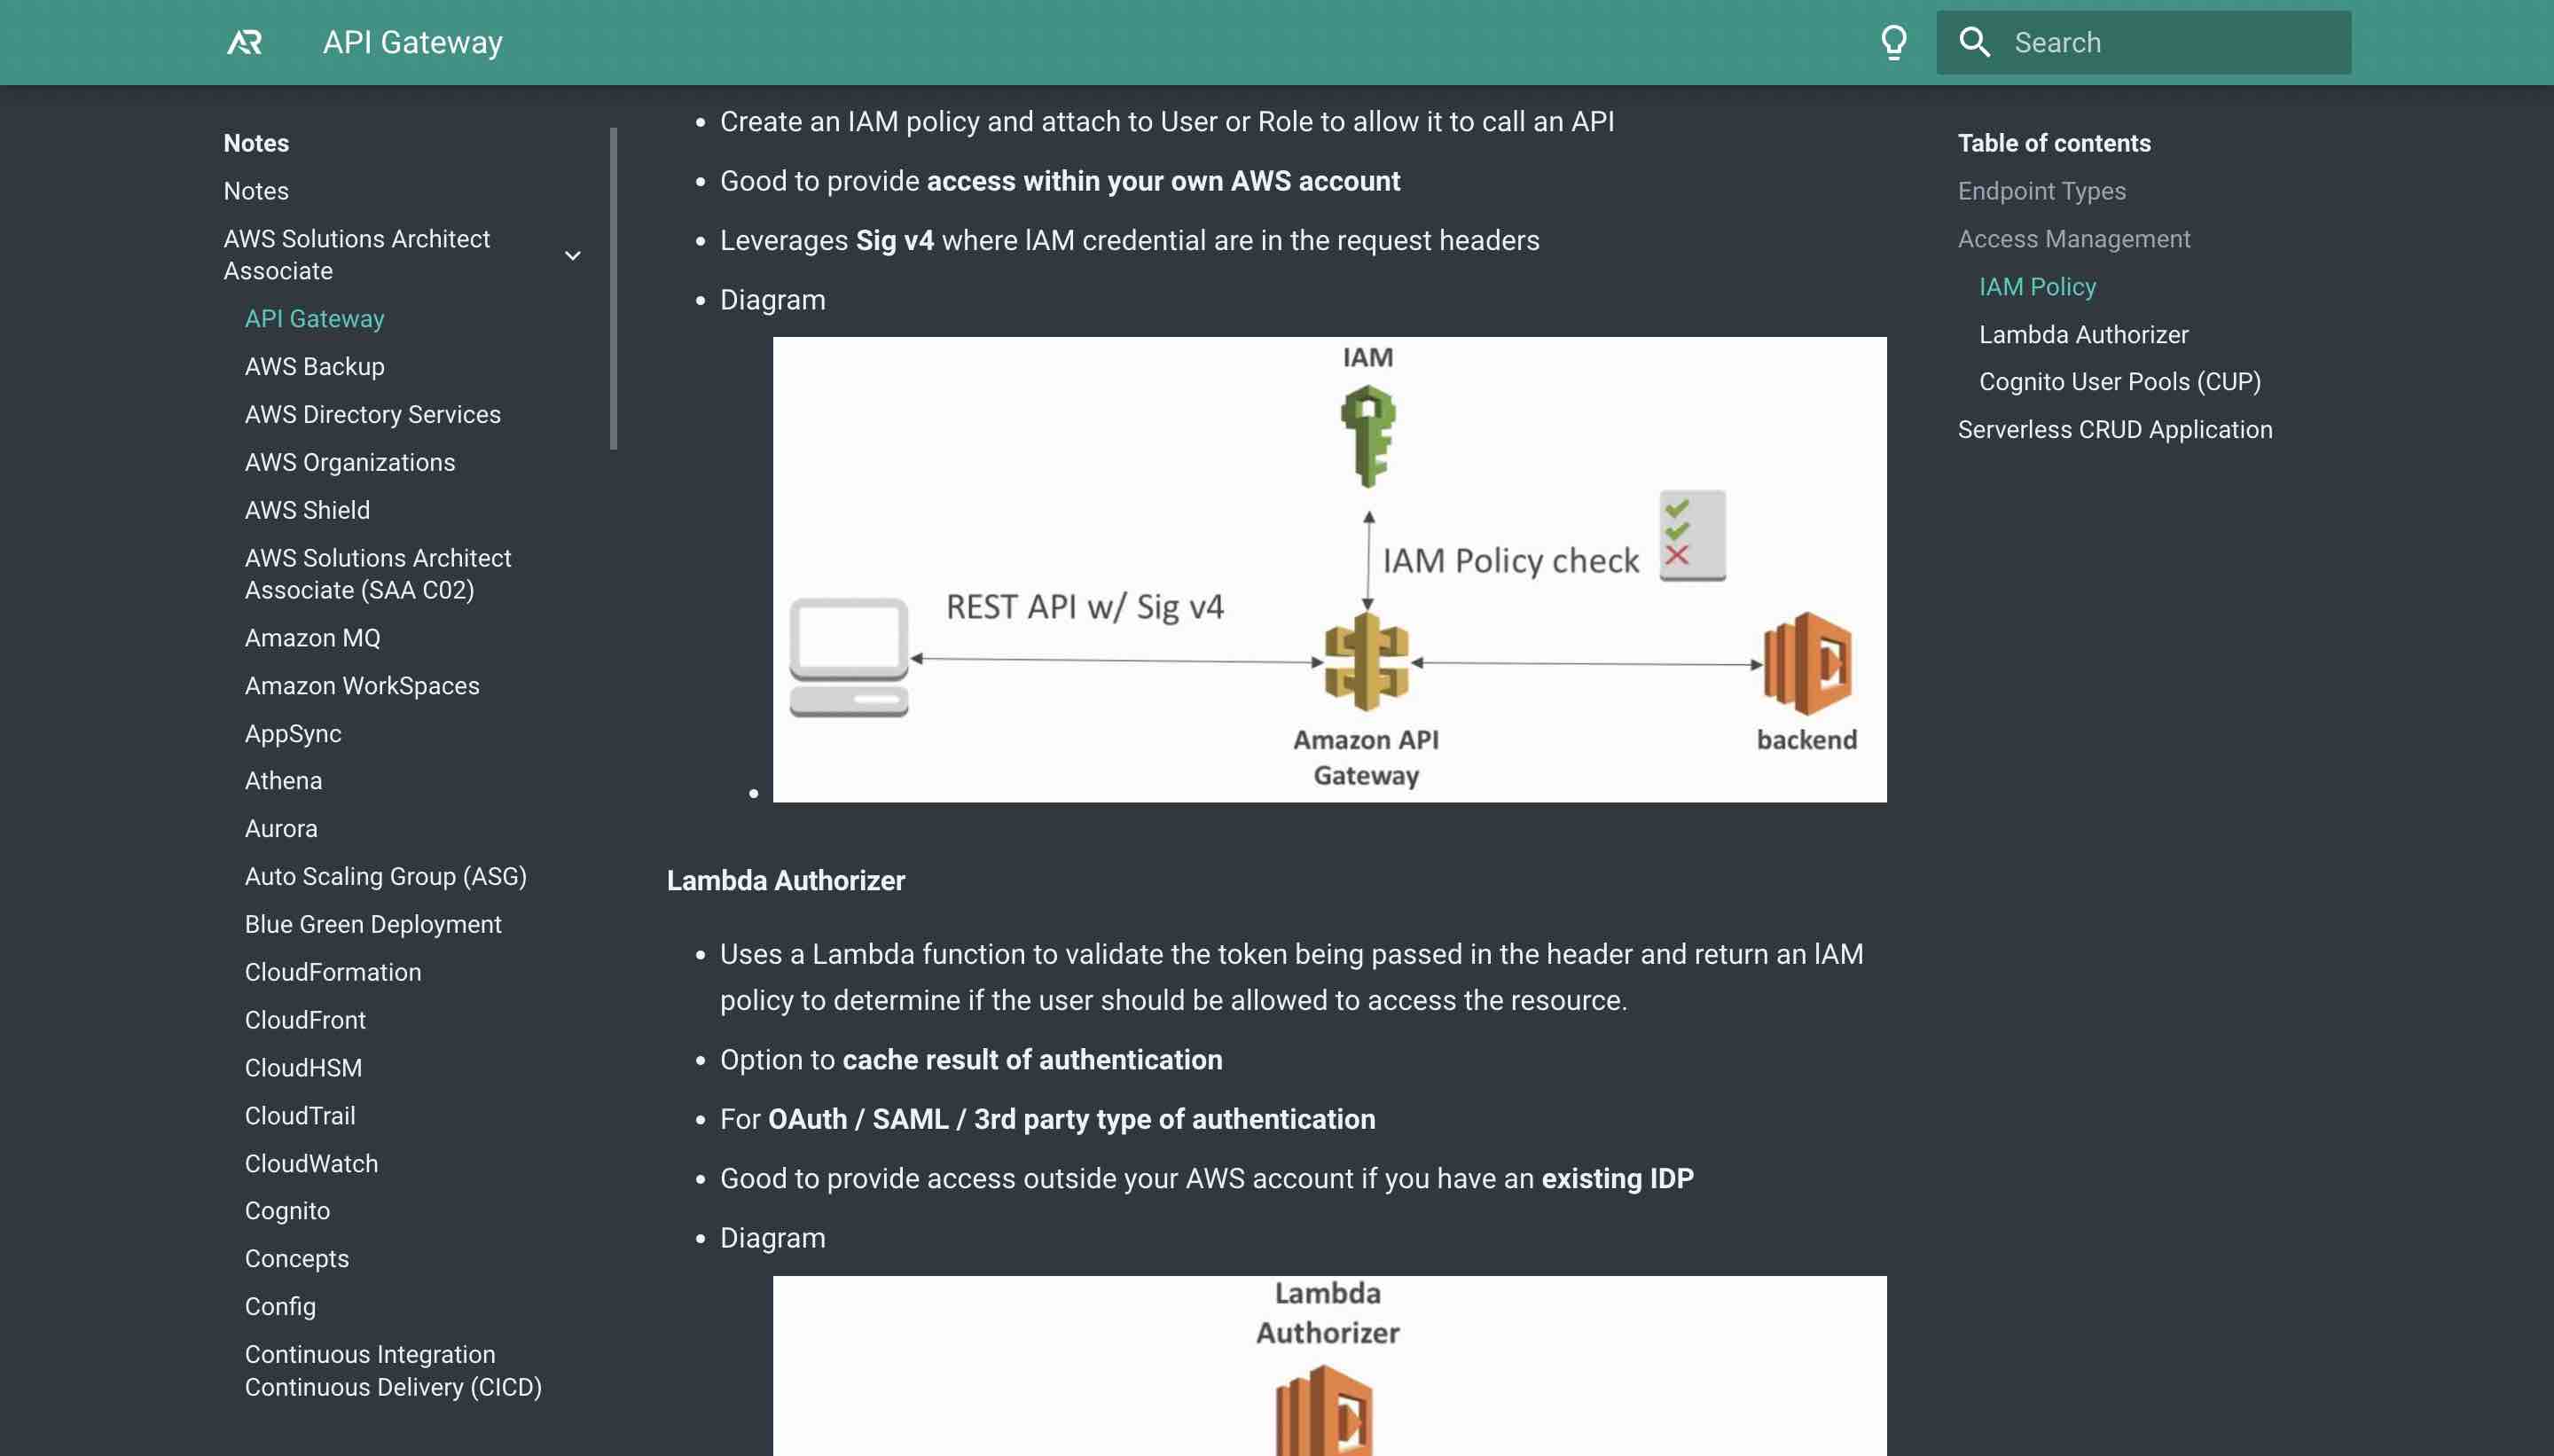 API Gateway
Search
Notes
Notes
AWS Solutions Architect
Associate
API Gateway
AWS Backup
AWS Directory Services
AWS Organizations
AWS Shield
AWS Solutions Architect
Associate (SAA C02)
Amazon MQ
Amazon WorkSpaces
AppSync
Athena
Aurora
Auto Scaling Group (ASG)
Blue Green Deployment
CloudFormation
CloudFront
CloudHSM
CloudTrail
CloudWatch
Cognito
Concepts
Config
Continuous Integration
Continuous Delivery (CICD)
Create an IAM policy and attach to User or Role to allow it to call an API
Good to provide access within your own AWS account
Leverages Sig v4 where IAM credential are in the request headers
Diagram
IAM
IAM Policy check
REST API w/ Sig v4
Amazon API
Gateway
backend
Lambda Authorizer
Uses a Lambda function to validate the token being passed in the header and return an IAM
policy to determine if the user should be allowed to access the resource.
Option to cache result of authentication
For OAuth / SAML / 3rd party type of authentication
Good to provide access outside your AWS account if you have an existing IDP
Diagram
Lambda
Authorizer
Table of contents
Endpoint Types
Access Management
IAM Policy
Lambda Authorizer
Cognito User Pools (CUP)
Serverless CRUD Application